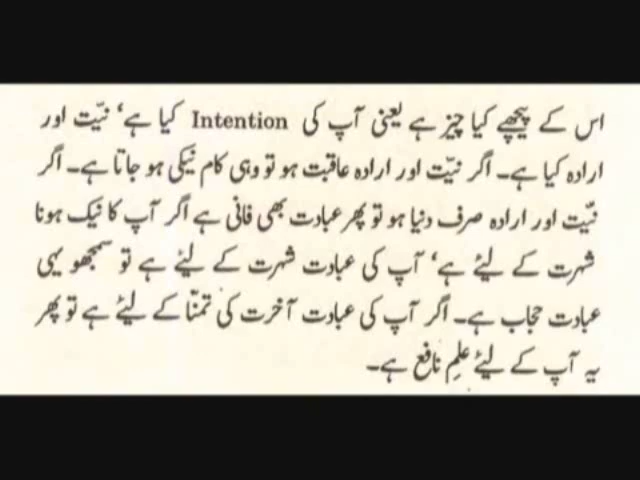 اس کے پیچھے کیا چیز ہے یعنی آپ کی Intention کیا ہے، نیّت اور
ارادہ کیا ہے۔ اگر نیّت اور ارادہ عاقبت ہو تو وہی کام نیکی ہو جاتا ہے۔ اگر
نیّت اور ارادہ صرف دنیا ہو تو پھر عبادت بھی فانی ہے اگر آپ کا نیک ہونا
شہرت کے لیئے ہے، آپ کی عبادت شہرت کے لیئے ہے تو سمجھو یہی
عبادت حجاب ہے۔ اگر آپ کی عبادت آخرت کی تمنّا کے لیئے ہے تو پھر
یہ آپ کے لیئے علمِ نافع ہے۔